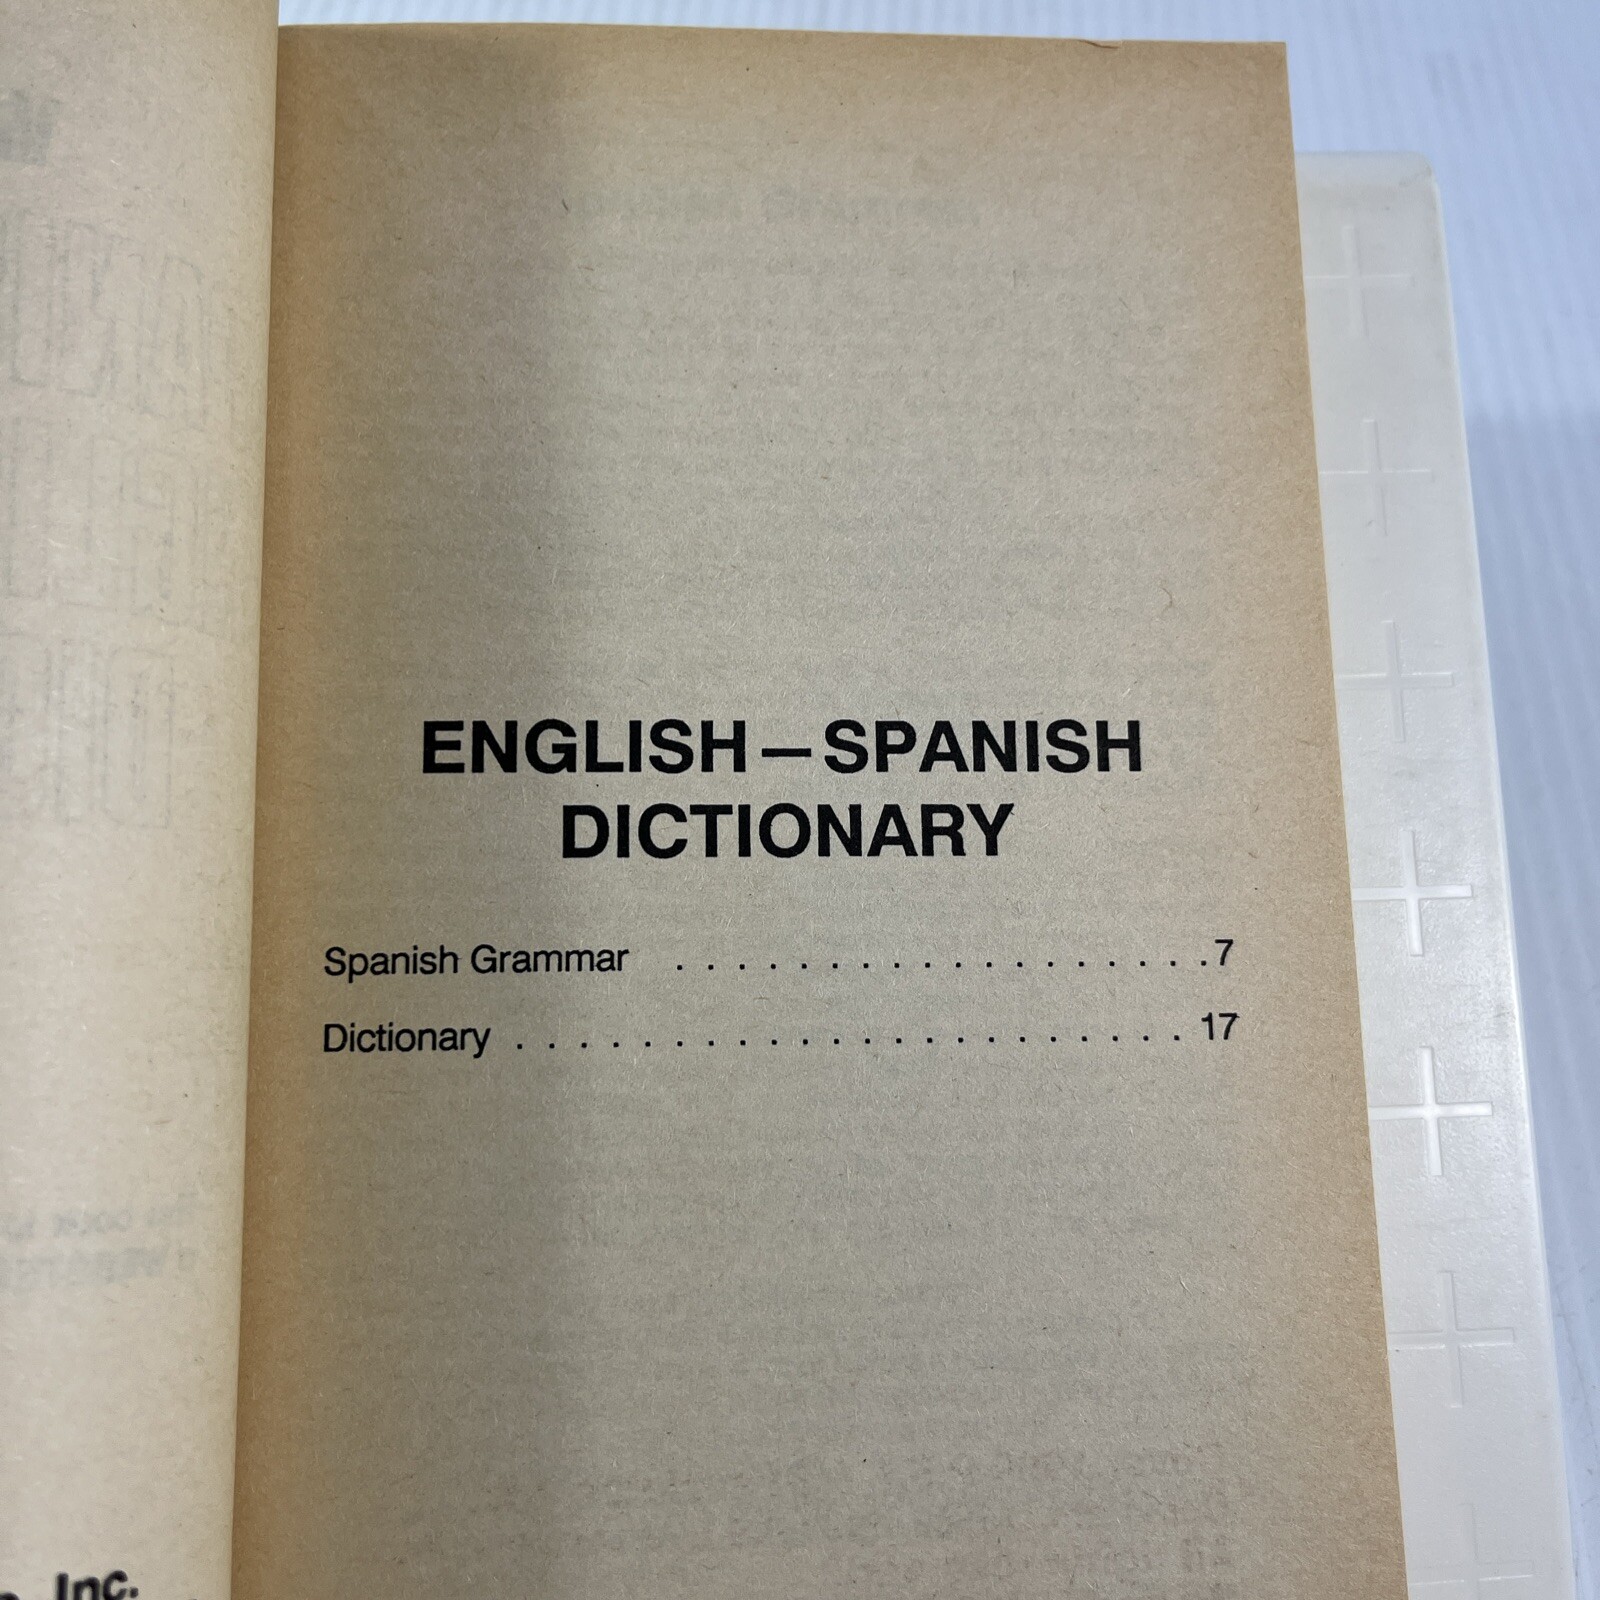 ENGLISH—SPANISH
DICTIONARY
Spanish Grammar . . . . . . . . . . . . . . . . . . 7
Dictionary . . . . . . . . . . . . . . . . . . . . . . 17
Inc.